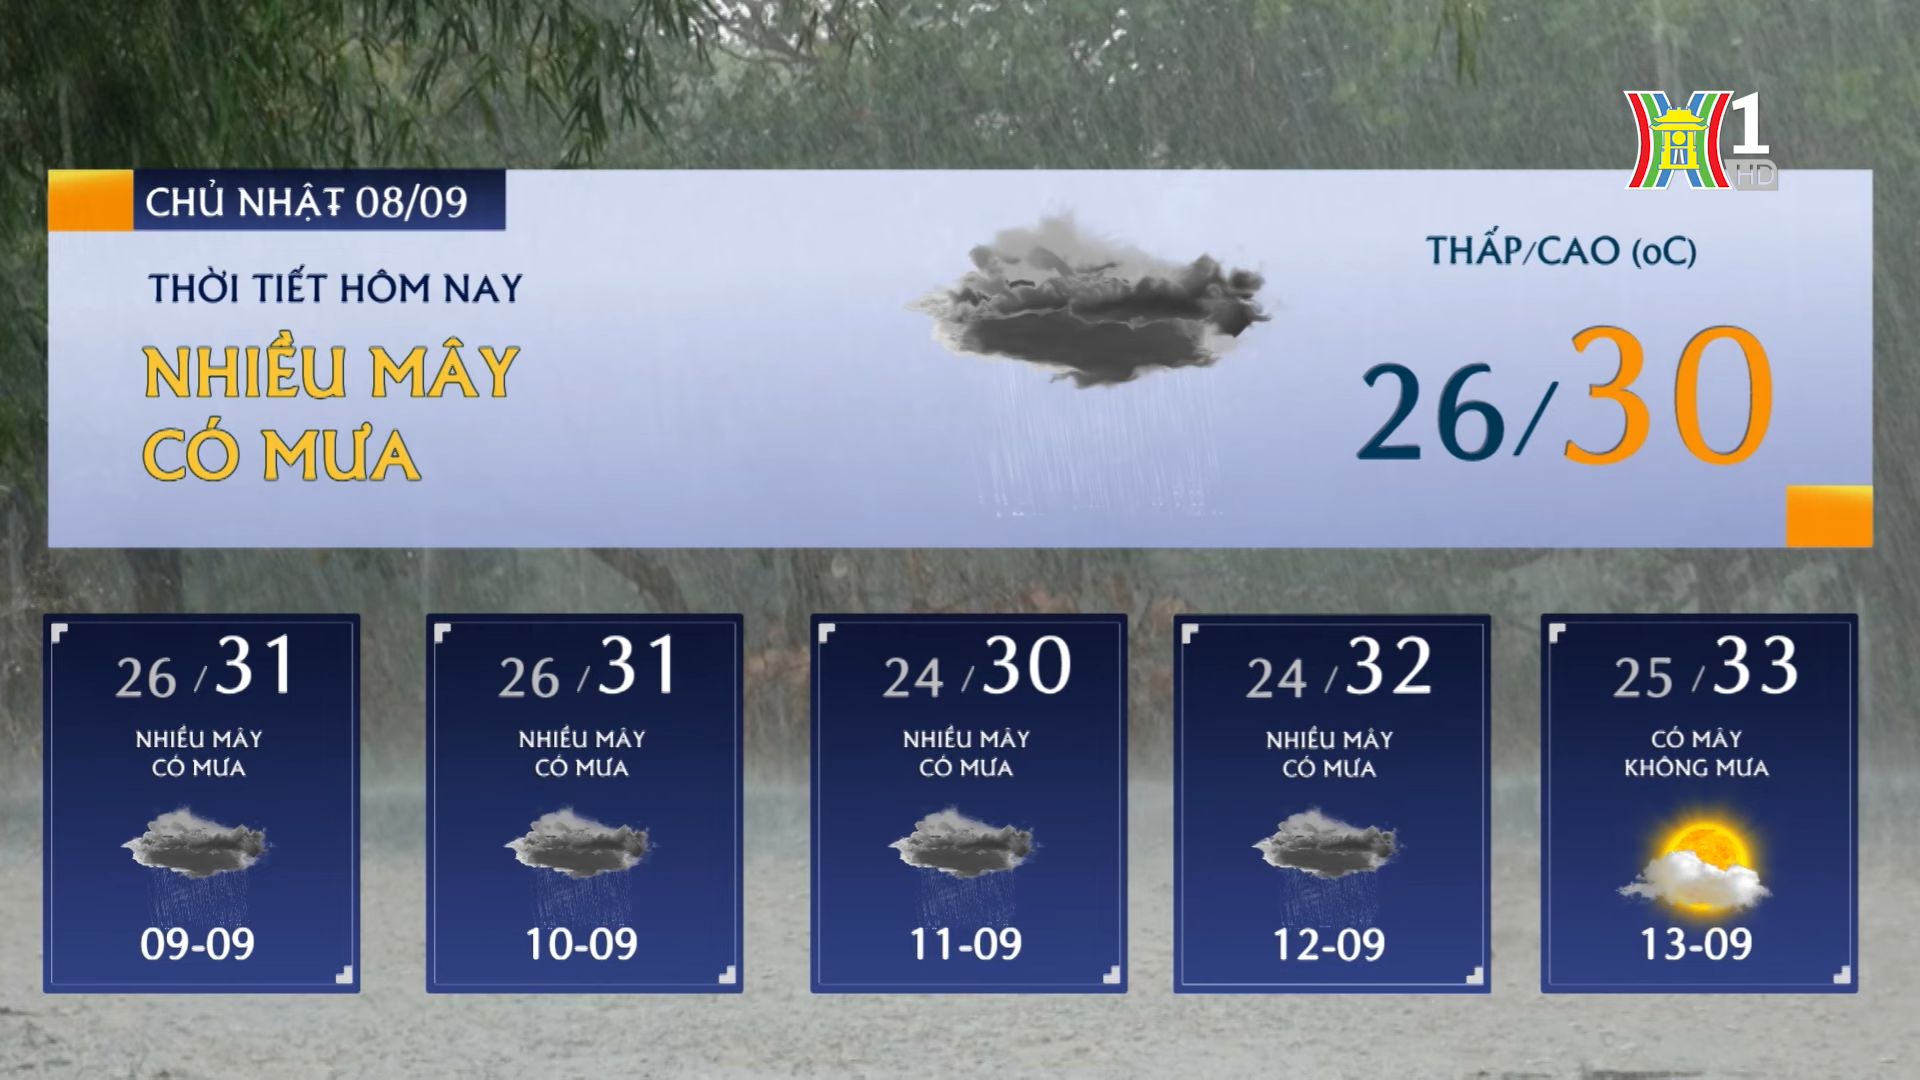 1
HD
CHỦ NHẬT 08/09
THỜI TIẾT HÔM NAY
NHIỀU MÂY
CÓ MƯA
THẤP/CAO (oC)
26/30
26/31
NHIỀU MÂY
CÓ MƯA
09-09
26/31
NHIỀU MÂY
CÓ MƯA
10-09
24/30
NHIỀU MÂY
CÓ MƯA
11-09
24/32
NHIỀU MÂY
CÓ MƯA
12-09
25/33
CÓ MÂY
KHÔNG MƯA
13-09